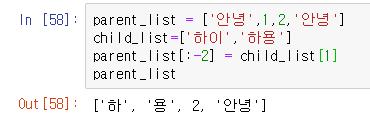 In [58]: parent_list = ['안녕',1,2,'안녕']
child_list=['하이','하용']
parent_list[:-2] = child_list[1]
parent_list
Out[58]: ['하', '용', 2, '안녕']